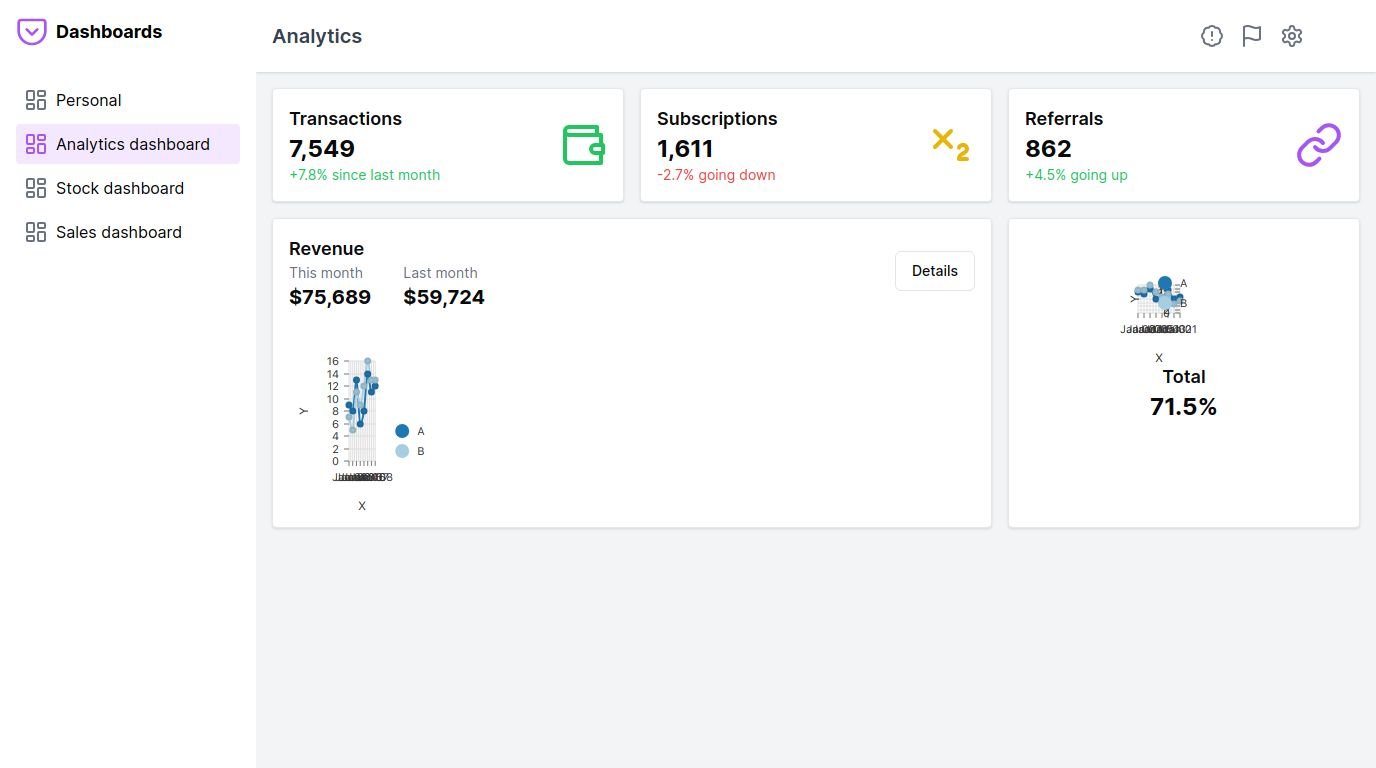 Dashboards
Personal
Analytics dashboard
Stock dashboard
Sales dashboard
Analytics
Transactions
7,549
+7.8% since last month
Subscriptions
1,611
-2.7% going down
x₂
Referrals
862
+4.5% going up
Revenue
This month
$75,689
Last month
$59,724
Details
16
14
12
10
8
6
4
2
0
Y
A
B
X
A
B
Y
X
Total
71.5%